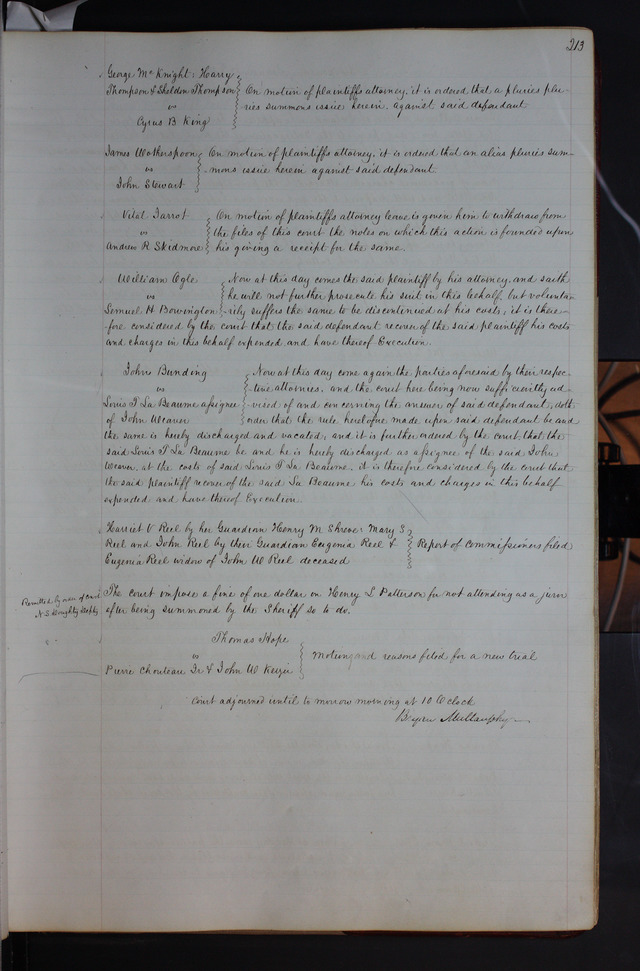 213
George Mc Knight, Harry
Thompson & Sheldon Thompson
vs
Cyrus B King
On motion of plaintiffs attorney, it is ordered that a pluries plu-
ries summons issue herein against said defendant
James Wotherspoon
vs
John Stewart
On motion of plaintiffs attorney, it is ordered that an alias pluries sum-
mons issue herein against said defendant.
Vital Jarrot
vs
Andrew R Skidmore
On motion of plaintiffs attorney leave is given him to withdraw from
the files of this court the notes on which this action is founded upon
his giving a receipt for the same.
William Ogle
vs
Lemuel H Bowington
Now at this day comes the said plaintiff by his attorney, and saith
he will not further prosecute his suit in this behalf, but volunta-
rily suffers the same to be discontinued at his costs; it is there-
fore considered by the court that the said defendant recover of the said plaintiff his costs
and charges in this behalf expended and have thereof Execution.
John Bunding
vs
Louis T La Beaume assignee
of John Weaver
Now at this day come again the parties aforesaid by their respec-
tive attornies, and the court here being now sufficiently ad-
vised of and concerning the answer of said defendant, doth
order that the rule heretofore made upon said defendant be and
the same is hereby discharged and vacated, and it is further ordered by the court that the
said Louis T La Beaume be and he is hereby discharged as assignee of the said John
Weaver, at the costs of said Louis T La Beaume. it is therefore considered by the court that
the said plaintiff recover of the said La Beaume his costs and charges in this behalf
expended and have thereof Execution.
Harriet V Reel by her Guardian Henry M Shreve Mary S
Reel and John Reel by their Guardian Eugenia Reel &
Eugenia Reel widow of John W Reel deceased
Report of commissioners filed
Remitted by order of court
The court impose a fine of one dollar on Henry L Patterson for not attending as a juror
after being summoned by the Sheriff so to do.
Thomas Hope
vs
Pierre Chouteau Jr & John W
Motion and reasons filed for a new trial
Court adjourned until to morrow morning at 10 O'clock
Bryan Mullanphy